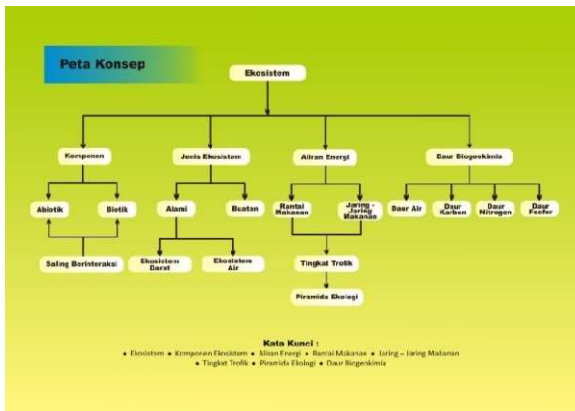 Peta Konsep
Ekosistem
Komponen
Jenis Ekosistem
Aliran Energi
Daur Biogeokimia
Abiotik
Biotik
Alami
Buatan
Rantai
Makanan
Jaring -
Jaring
Makanan
Daur Air
Daur
Karbon
Daur
Nitrogen
Daur
Fosfor
Saling Berinteraksi
Ekosistem
Darat
Ekosistem
Air
Tingkat Trofik
Piramida Ekologi
Kata Kunci :
• Ekosistem • Komponen Ekosistem • Aliran Energi • Rantai Makanan • Jaring – Jaring Makanan
• Tingkat Trofik • Piramida Ekologi • Daur Biogeokimia